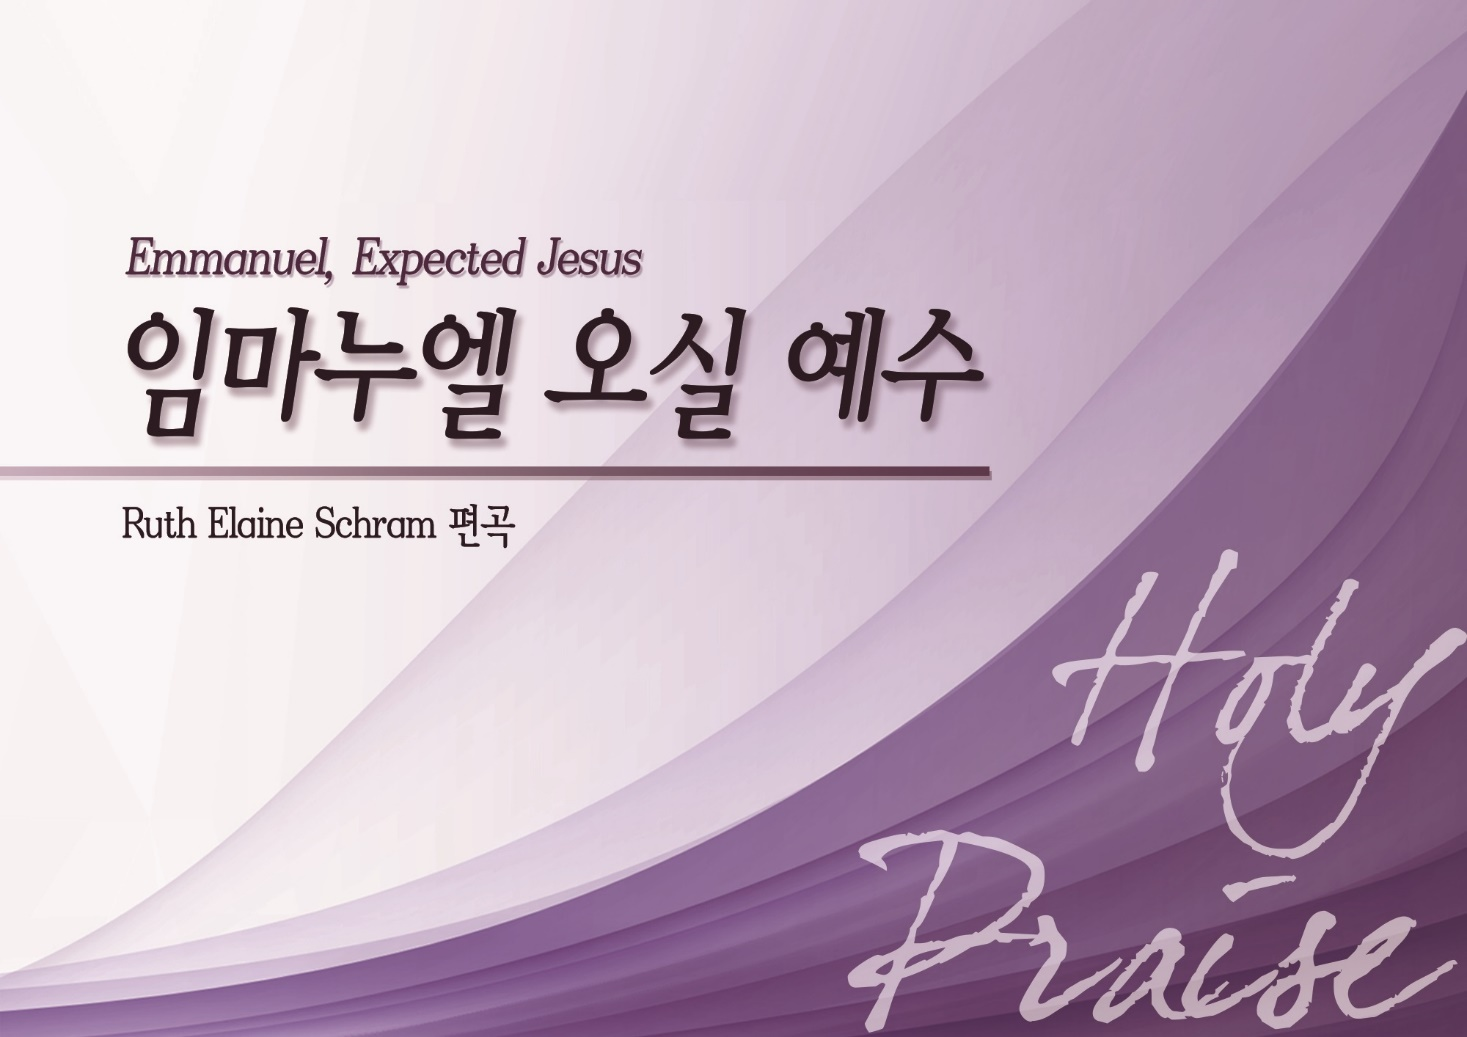 Emmanuel, Expected Jesus
임마누엘 오실 예수
Ruth Elaine Schram 편곡
Holy
Praise